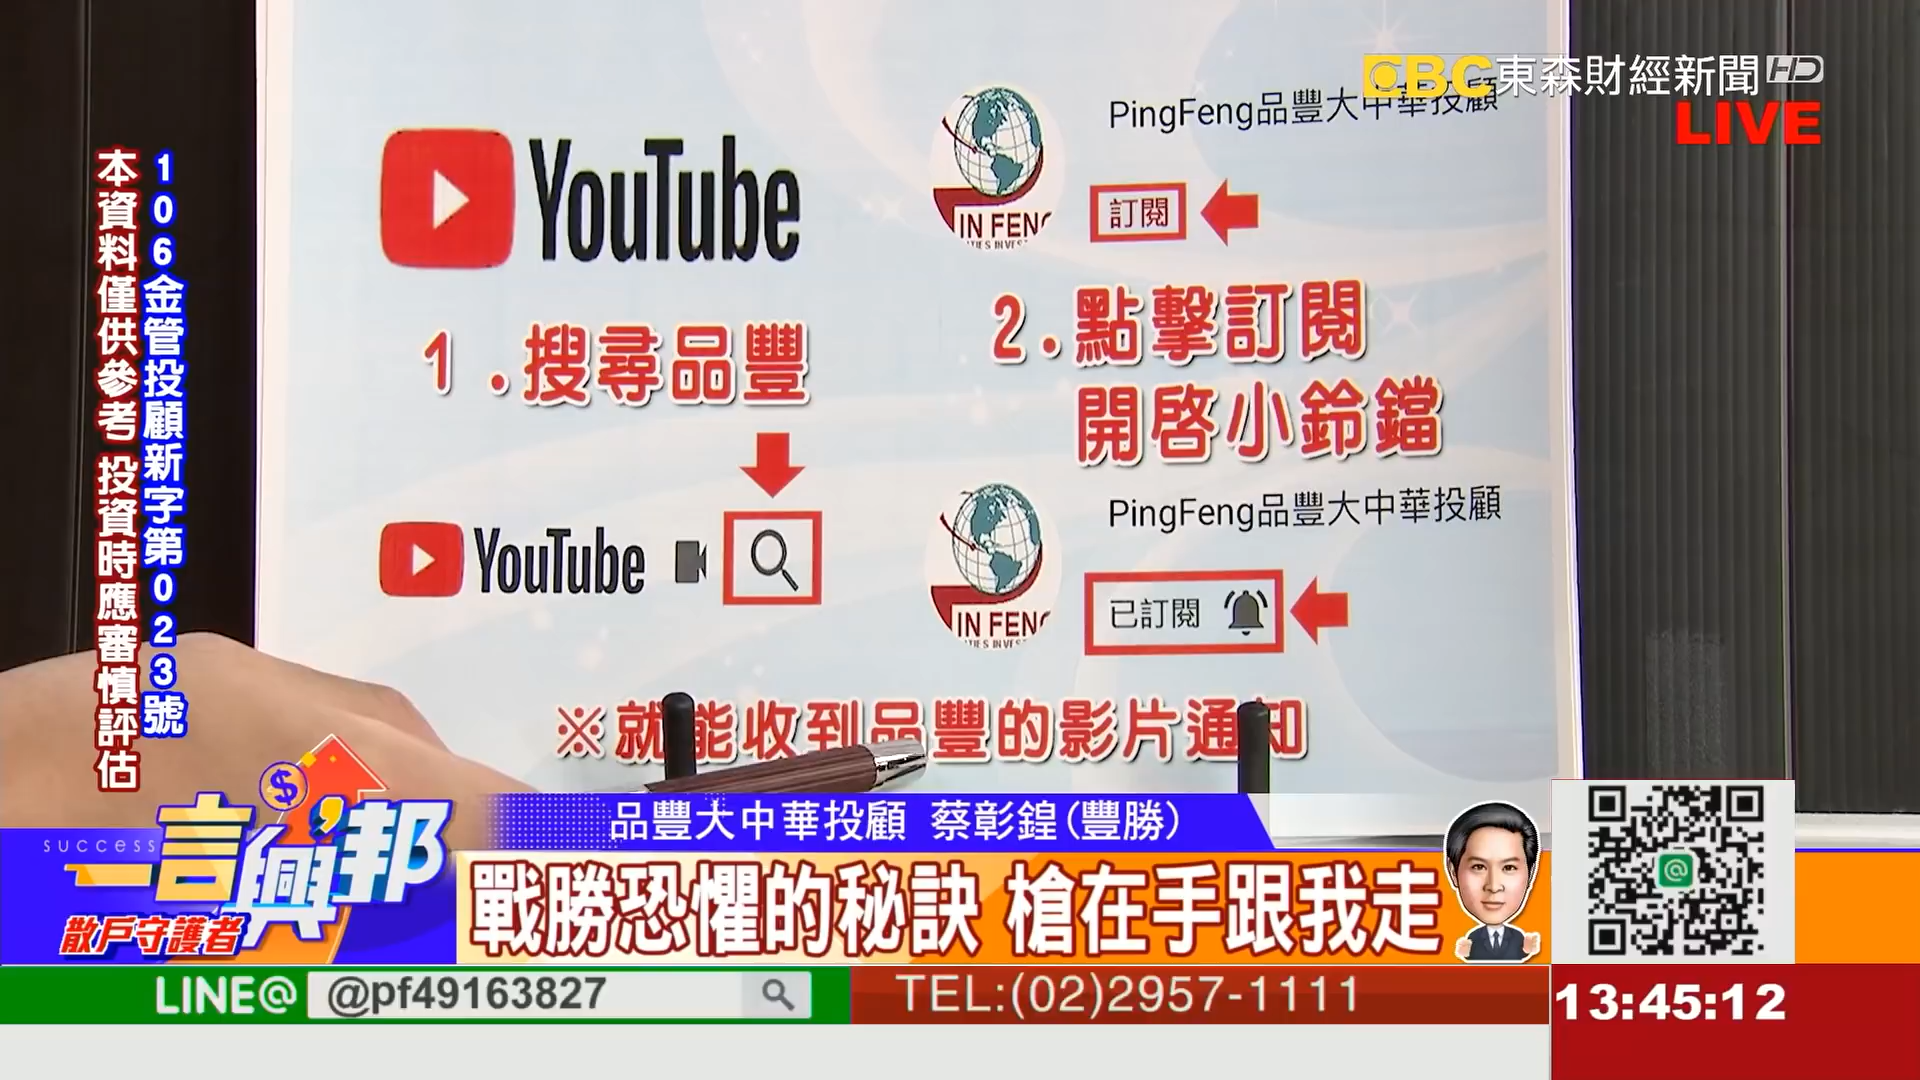 EBC東森財經新聞HD
LIVE
106金管投顧新字第023號
本資料僅供參考 投資時應審慎評估
YouTube
1.搜尋品豐
YouTube
PingFeng品豐大中華投顧
IN FENG
訂閱
2.點擊訂閱
開啓小鈴鐺
PingFeng品豐大中華投顧
IN FENG
已訂閱
※就能收到品豐的影片通知
success
一言興邦
散戶守護者
品豐大中華投顧 蔡彰鍠(豐勝)
戰勝恐懼的秘訣 槍在手跟我走
LINE@ @pf49163827
TEL:(02)2957-1111
13:45:12